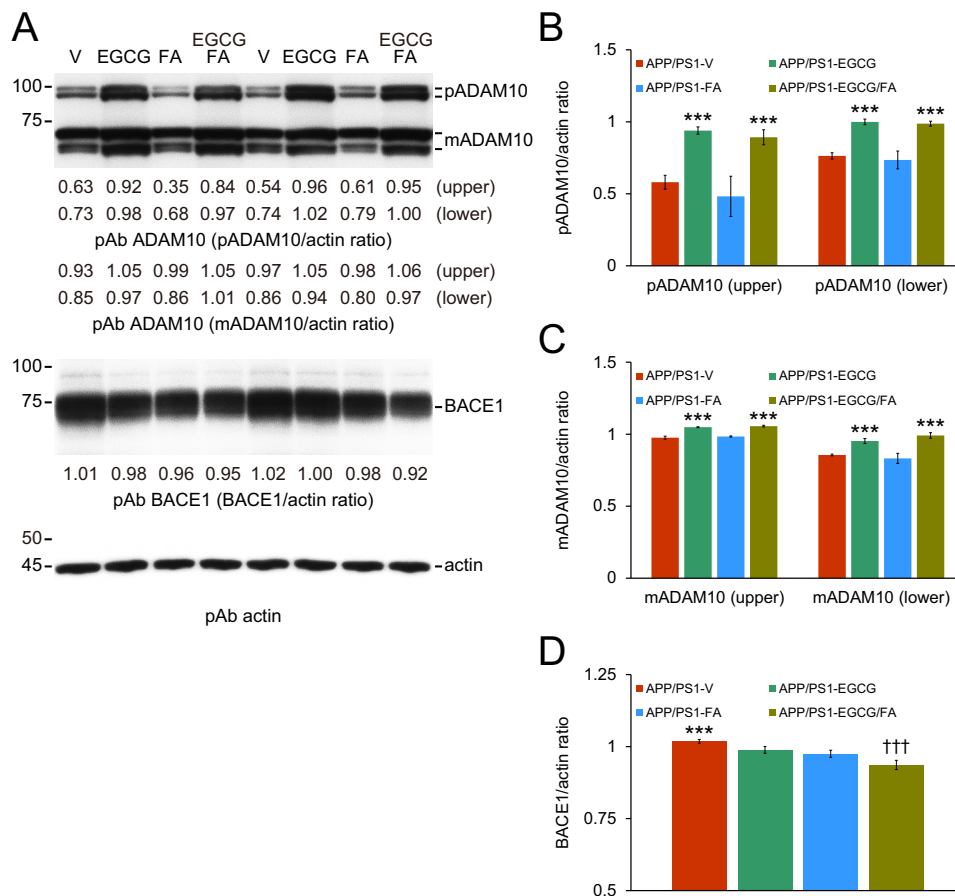 A
V EGCG FA EGCG FA V EGCG FA EGCG FA
100
75
pADAM10
mADAM10
0.63 0.92 0.35 0.84 0.54 0.96 0.61 0.95 (upper)
0.73 0.98 0.68 0.97 0.74 1.02 0.79 1.00 (lower)
pAb ADAM10 (pADAM10/actin ratio)
0.93 1.05 0.99 1.05 0.97 1.05 0.98 1.06 (upper)
0.85 0.97 0.86 1.01 0.86 0.94 0.80 0.97 (lower)
pAb ADAM10 (mADAM10/actin ratio)
100
75
BACE1
1.01 0.98 0.96 0.95 1.02 1.00 0.98 0.92
pAb BACE1 (BACE1/actin ratio)
50
45
actin
pAb actin
B
pADAM10/actin ratio
1.5
1
0.5
0
APP/PS1-V APP/PS1-EGCG
APP/PS1-FA APP/PS1-EGCG/FA
*** *** *** ***
pADAM10 (upper) pADAM10 (lower)
C
mADAM10/actin ratio
1.5
1
0.5
0
APP/PS1-V APP/PS1-EGCG
APP/PS1-FA APP/PS1-EGCG/FA
*** *** *** ***
mADAM10 (upper) mADAM10 (lower)
D
BACE1/actin ratio
1.25
1
0.75
0.5
APP/PS1-V APP/PS1-EGCG
APP/PS1-FA APP/PS1-EGCG/FA
*** †††